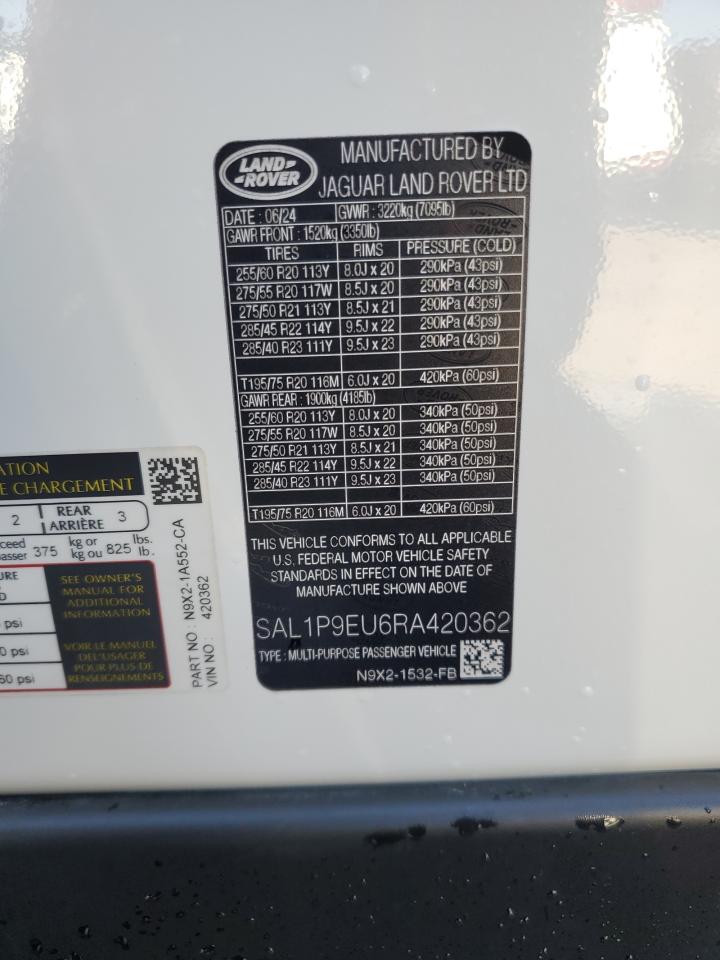 LAND-
-ROVER
MANUFACTURED BY
JAGUAR LAND ROVER LTD
DATE : 06/24 GVWR : 3220kg (7095lb)
GAWR FRONT : 1520kg (3350lb)
TIRES RIMS PRESSURE (COLD)
255/60 R20 113Y 8.0J x 20 290kPa (43psi)
275/55 R20 117W 8.5J x 20 290kPa (43psi)
275/50 R21 113Y 8.5J x 21 290kPa (43psi)
285/45 R22 114Y 9.5J x 22 290kPa (43psi)
285/40 R23 111Y 9.5J x 23 290kPa (43psi)
T195/75 R20 116M 6.0J x 20 420kPa (60psi)
GAWR REAR : 1900kg (4185lb)
255/60 R20 113Y 8.0J x 20 340kPa (50psi)
275/55 R20 117W 8.5J x 20 340kPa (50psi)
275/50 R21 113Y 8.5J x 21 340kPa (50psi)
285/45 R22 114Y 9.5J x 22 340kPa (50psi)
285/40 R23 111Y 9.5J x 23 340kPa (50psi)
T195/75 R20 116M 6.0J x 20 420kPa (60psi)
THIS VEHICLE CONFORMS TO ALL APPLICABLE
U.S. FEDERAL MOTOR VEHICLE SAFETY
STANDARDS IN EFFECT ON THE DATE OF
MANUFACTURE SHOWN ABOVE
SAL1P9EU6RA420362
TYPE : MULTI-PURPOSE PASSENGER VEHICLE
N9X2-1532-FB
ATION
E CHARGEMENT
2 REAR
ARRIÈRE 3
xceed 375 kg or 825 lbs.
passer kg ou lb.
URE
D
psi
0 psi
60 psi
SEE OWNER'S
MANUAL FOR
ADDITIONAL
INFORMATION
VOIR LE MANUEL
DEL'USAGER
POUR PLUS DE
RENSEIGNEMENTS
PART NO : N9X2-1A552-CA
VIN NO : 420362